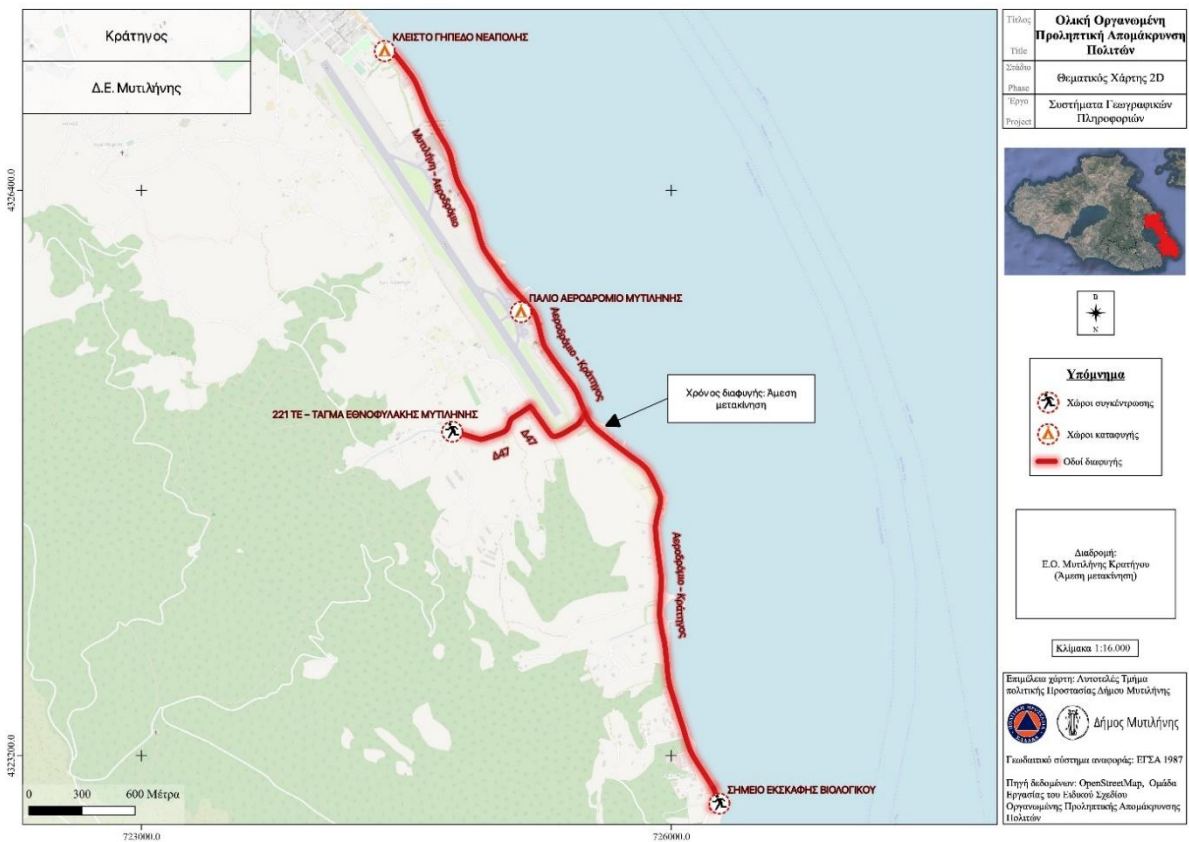 Κράτηγος
Δ.Ε. Μυτιλήνης
ΚΛΕΙΣΤΟ ΓΗΠΕΔΟ ΝΕΑΠΟΛΗΣ
Μυτιλήνη - Αεροδρόμιο
ΠΑΛΙΟ ΑΕΡΟΔΡΟΜΙΟ ΜΥΤΙΛΗΝΗΣ
Αεροδρόμιο - Κράτηγος
Χρόνος διαφυγής: Άμεση
μετακίνηση
221 ΤΕ – ΤΑΓΜΑ ΕΘΝΟΦΥΛΑΚΗΣ ΜΥΤΙΛΗΝΗΣ
Δ47
Δ47
Αεροδρόμιο - Κράτηγος
ΣΗΜΕΙΟ ΕΚΣΚΑΦΗΣ ΒΙΟΛΟΓΙΚΟΥ
4326400.0
4323200.0
723000.0
726000.0
0 300 600 Μέτρα
Τίτλος
Title
Ολική Οργανωμένη
Προληπτική Απομάκρυνση
Πολιτών
Στάδιο
Phase
Θεματικός Χάρτης 2D
Έργο
Project
Συστήματα Γεωγραφικών
Πληροφοριών
Β
Ν
Υπόμνημα
Χώροι συγκέντρωσης
Χώροι καταφυγής
Οδοί διαφυγής
Διαδρομή:
Ε.Ο. Μυτιλήνης Κρατήγου
(Άμεση μετακίνηση)
Κλίμακα 1:16.000
Επιμέλεια χάρτη: Αυτοτελές Τμήμα
πολιτικής Προστασίας Δήμου Μυτιλήνης
Δήμος Μυτιλήνης
Γεωδαιτικό σύστημα αναφοράς: ΕΓΣΑ 1987
Πηγή δεδομένων: OpenStreetMap, Ομάδα
Εργασίας του Ειδικού Σχεδίου
Οργανωμένης Προληπτικής Απομάκρυνσης
Πολιτών